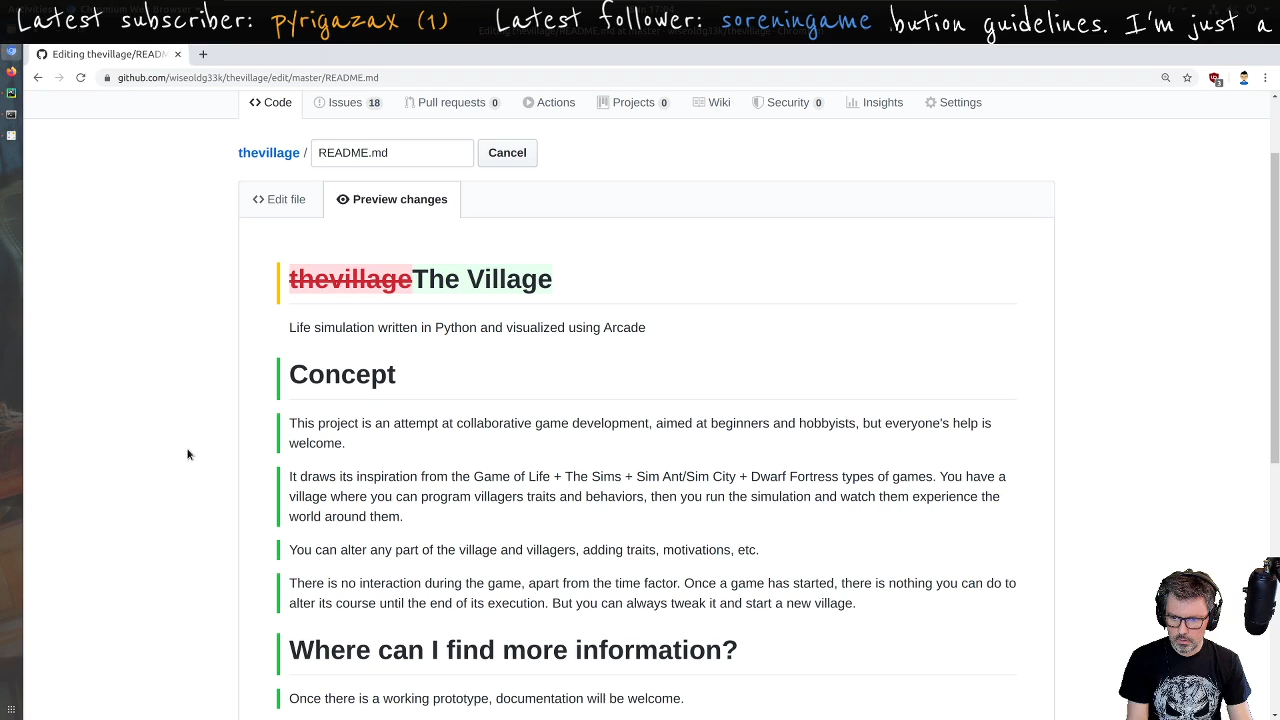 Latest subscriber: pyrigazax (1) Latest follower: soreningame bution guidelines. I'm just a
Editing thevillage/READM
github.com/wiseoldg33k/thevillage/edit/master/README.md
3
Code Issues 18 Pull requests 0 Actions Projects 0 Wiki Security 0 Insights Settings
thevillage / README.md Cancel
Edit file Preview changes
thevillageThe Village
Life simulation written in Python and visualized using Arcade
Concept
This project is an attempt at collaborative game development, aimed at beginners and hobbyists, but everyone's help is
welcome.
It draws its inspiration from the Game of Life + The Sims + Sim Ant/Sim City + Dwarf Fortress types of games. You have a
village where you can program villagers traits and behaviors, then you run the simulation and watch them experience the
world around them.
You can alter any part of the village and villagers, adding traits, motivations, etc.
There is no interaction during the game, apart from the time factor. Once a game has started, there is nothing you can do to
alter its course until the end of its execution. But you can always tweak it and start a new village.
Where can I find more information?
Once there is a working prototype, documentation will be welcome.